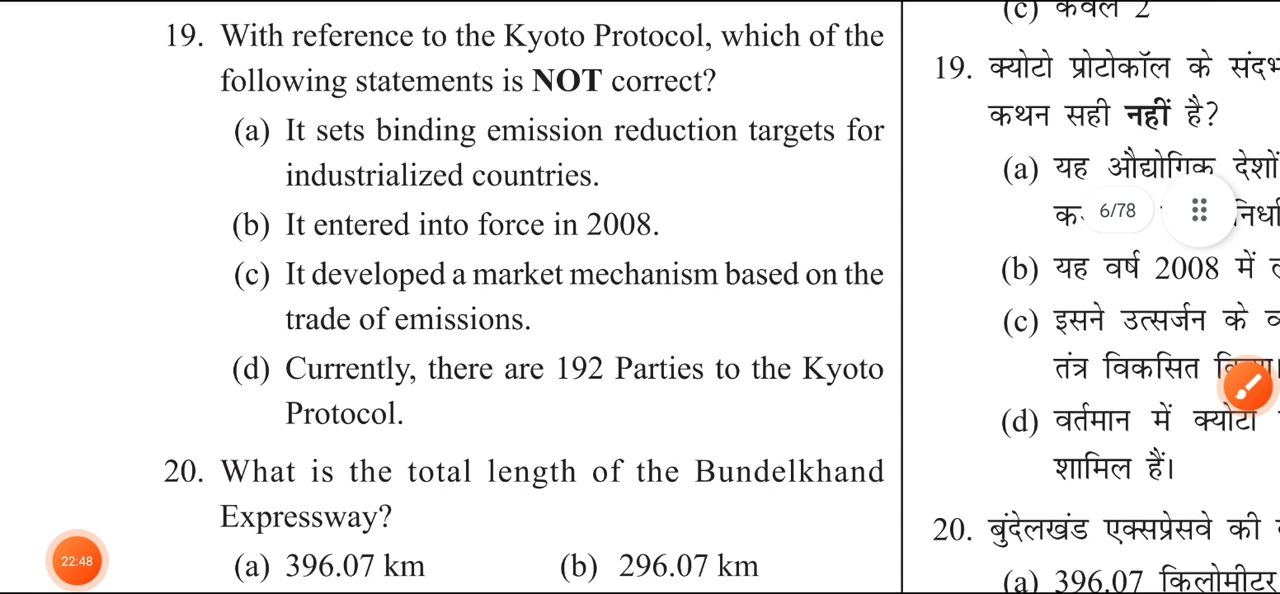 19. With reference to the Kyoto Protocol, which of the
following statements is NOT correct?
(a) It sets binding emission reduction targets for
industrialized countries.
(b) It entered into force in 2008.
(c) It developed a market mechanism based on the
trade of emissions.
(d) Currently, there are 192 Parties to the Kyoto
Protocol.
20. What is the total length of the Bundelkhand
Expressway?
(a) 396.07 km (b) 296.07 km
22:48
(c) केवल 2
19. क्योटो प्रोटोकॉल के
कथन सही नहीं है?
(a) यह औद्योगिक देशों
6/78
(b) यह वर्ष 2008 में
(c) इसने उत्सर्जन के
तंत्र विकसित
(d) वर्तमान में क्योटो
शामिल हैं।
20. बुंदेलखंड एक्सप्रेसवे की
(a) 396.07 किलोमीटर